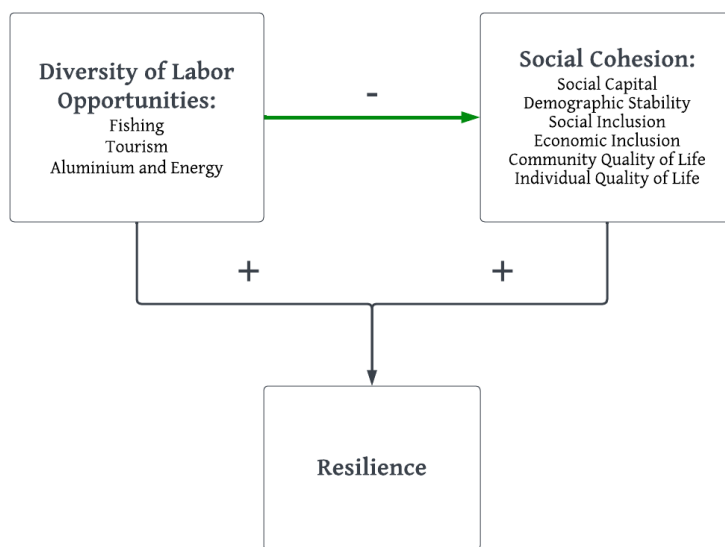 Diversity of Labor
Opportunities:
Fishing
Tourism
Aluminium and Energy
-
Social Cohesion:
Social Capital
Demographic Stability
Social Inclusion
Economic Inclusion
Community Quality of Life
Individual Quality of Life
+
+
Resilience